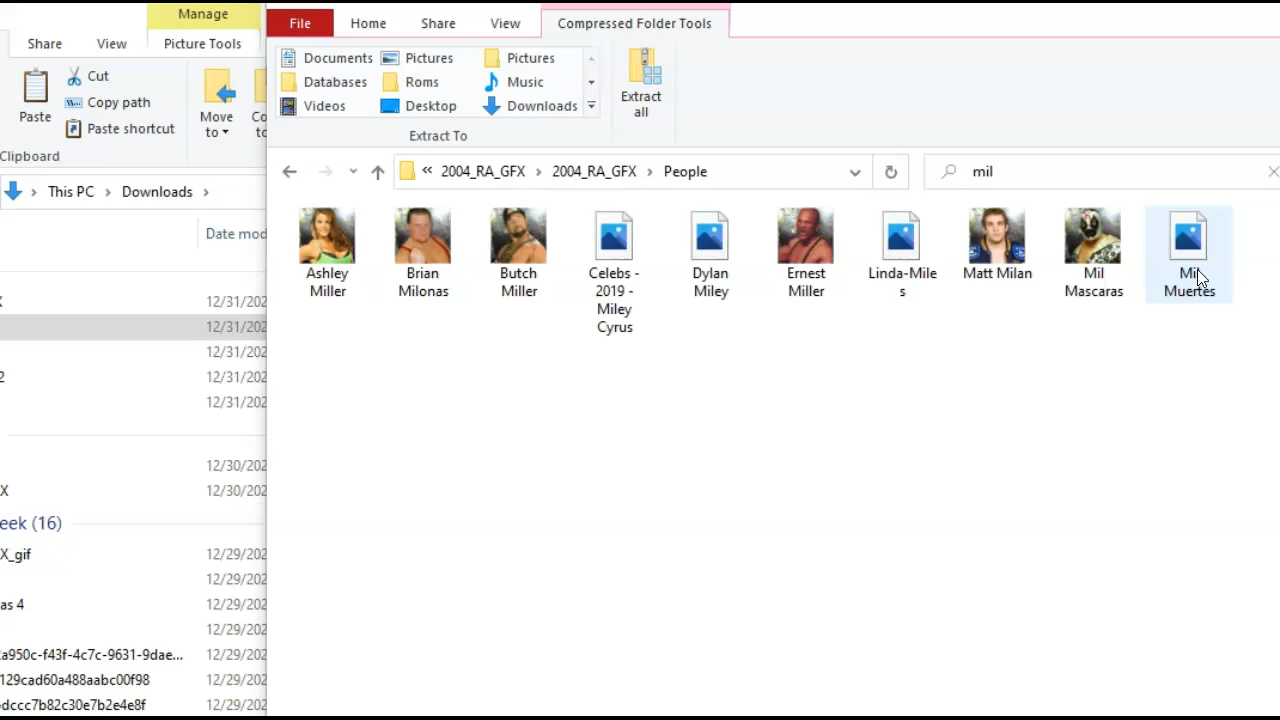 Manage
Share
View
Picture Tools
Paste
Cut
Copy path
Paste shortcut
Move
to
Co
to
Clipboard
This PC
Downloads
Date mod
X
12/31/202
12/31/202
12/31/202
2
12/31/202
12/31/202
12/30/202
X
12/30/202
eek (16)
X_gif
12/29/202
12/29/202
as 4
12/29/202
12/29/202
a950c-f43f-4c7c-9631-9dae...
12/29/202
129cad60a488aabc00f98
12/29/202
dccc7b82c30e7b2e4e8f
12/29/202
File
Home
Share
View
Compressed Folder Tools
Documents
Pictures
Pictures
Databases
Roms
Music
Videos
Desktop
Downloads
Extract To
Extract
all
« 2004_RA_GFX › 2004_RA_GFX › People
mil
Ashley
Miller
Brian
Milonas
Butch
Miller
Celebs -
2019 -
Miley
Cyrus
Dylan
Miley
Ernest
Miller
Linda-Mile
s
Matt Milan
Mil
Mascaras
Mil
Muertes